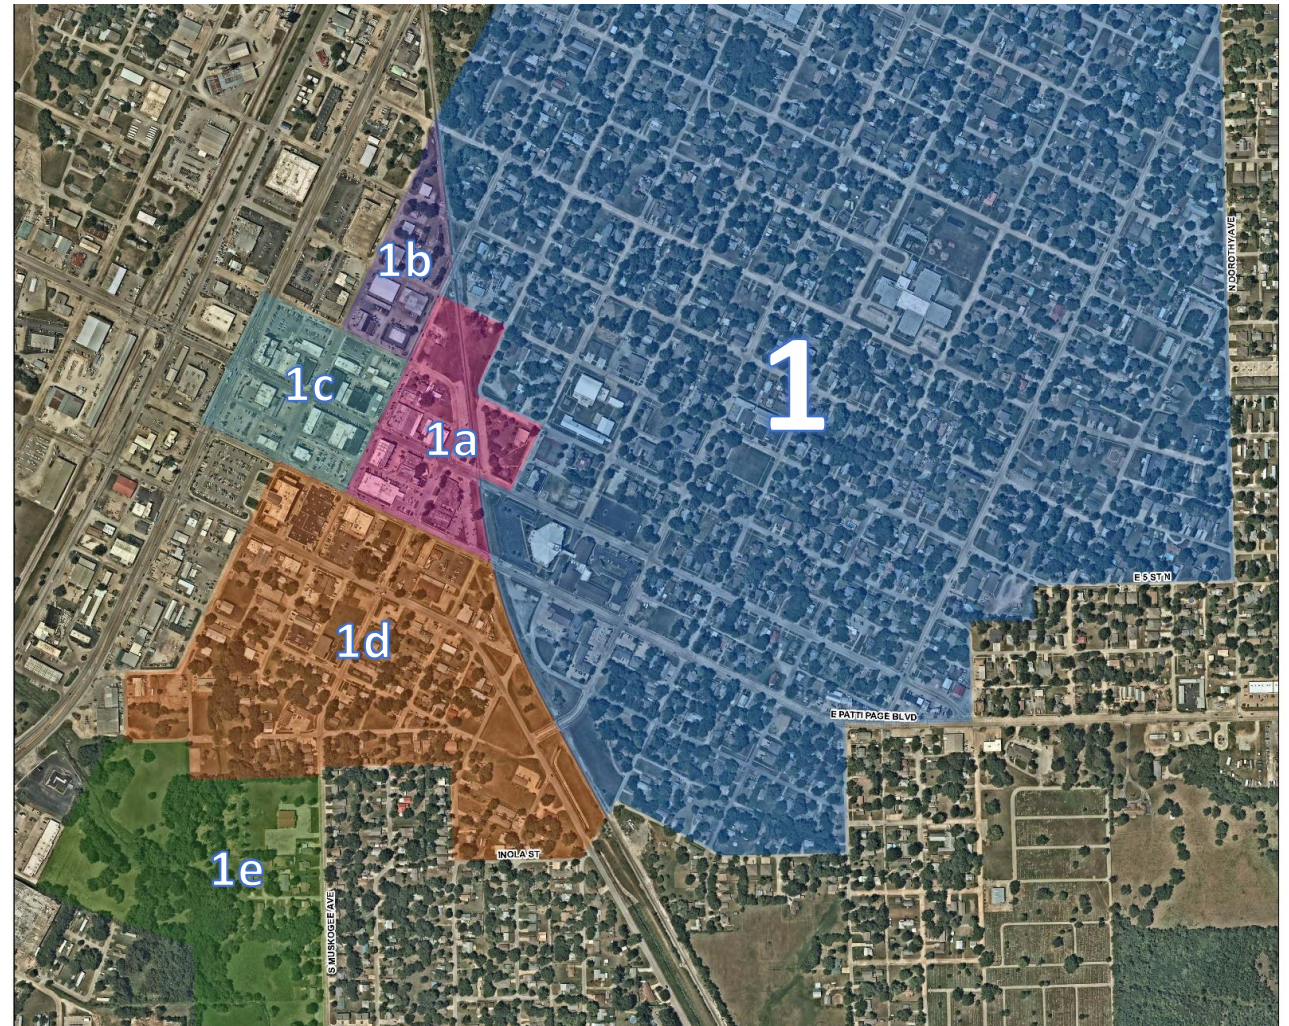 N DOROTHY AVE
1b
1
1c
1a
E 5 ST N
1d
E PATTI PAGE BLVD
INOLA ST
1e
S MUSKOGEE AVE